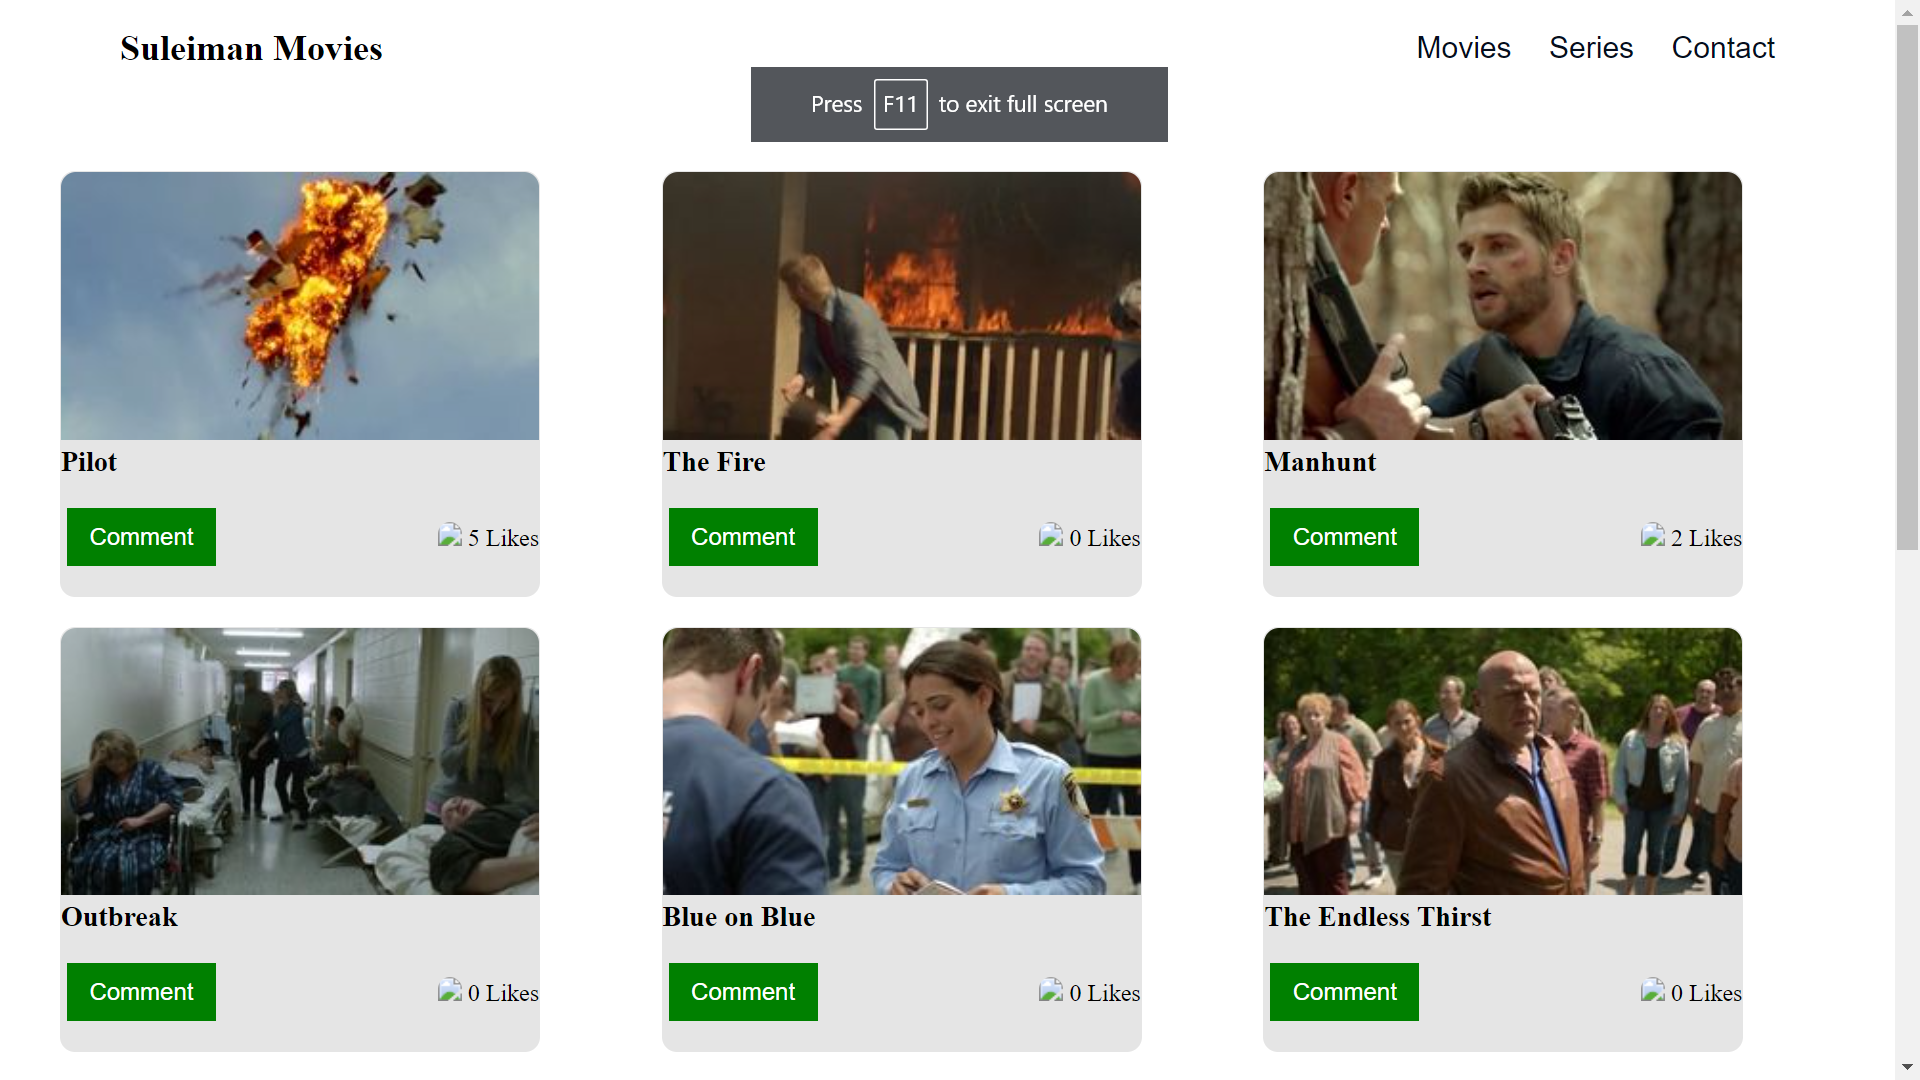 Suleiman Movies
Movies Series Contact
Press F11 to exit full screen
Pilot
Comment 5 Likes
The Fire
Comment 0 Likes
Manhunt
Comment 2 Likes
Outbreak
Comment 0 Likes
Blue on Blue
Comment 0 Likes
The Endless Thirst
Comment 0 Likes